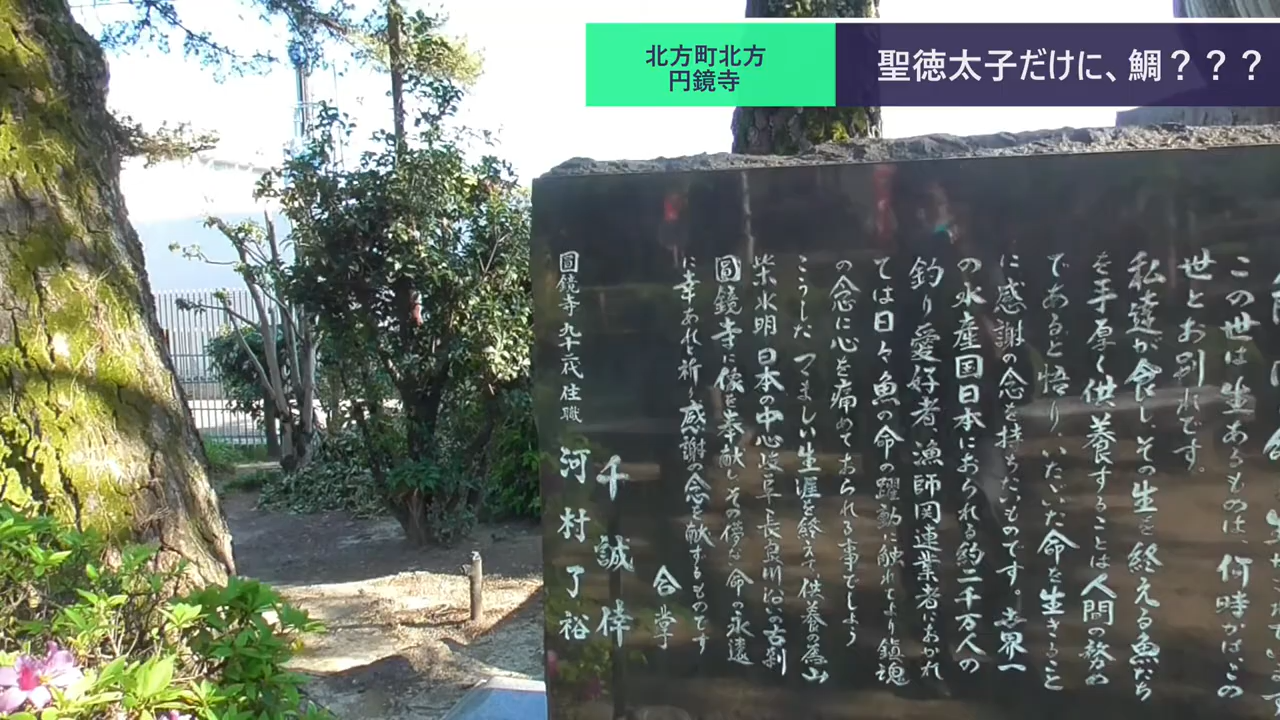 北方町北方
円鏡寺
聖徳太子だけに、鯛？？？
この世は生あるものは、何時かはこの
世とお別れです。
私達が食し、その生を終える魚たち
を手厚く供養することは人間の務め
であると悟り、いただいた命を生きること
に感謝の念を持ちたいものです。世界一
の水産国日本におられる約二千万人の
釣り愛好者、漁師関連業者におかれ
ては日々魚の命の躍動に触れてより鎮魂
の念に心を痛めておられる事でしょう
こうした つましい生涯を終えて供養の為
山紫水明 日本の中心岐阜、長良川沿いの古刹
圓鏡寺に像を奉献しその尊い命の永遠
に幸あれと祈り感謝の念を献ずるものです
合掌
千誠倖
圓鏡寺九十二代住職 河村了裕